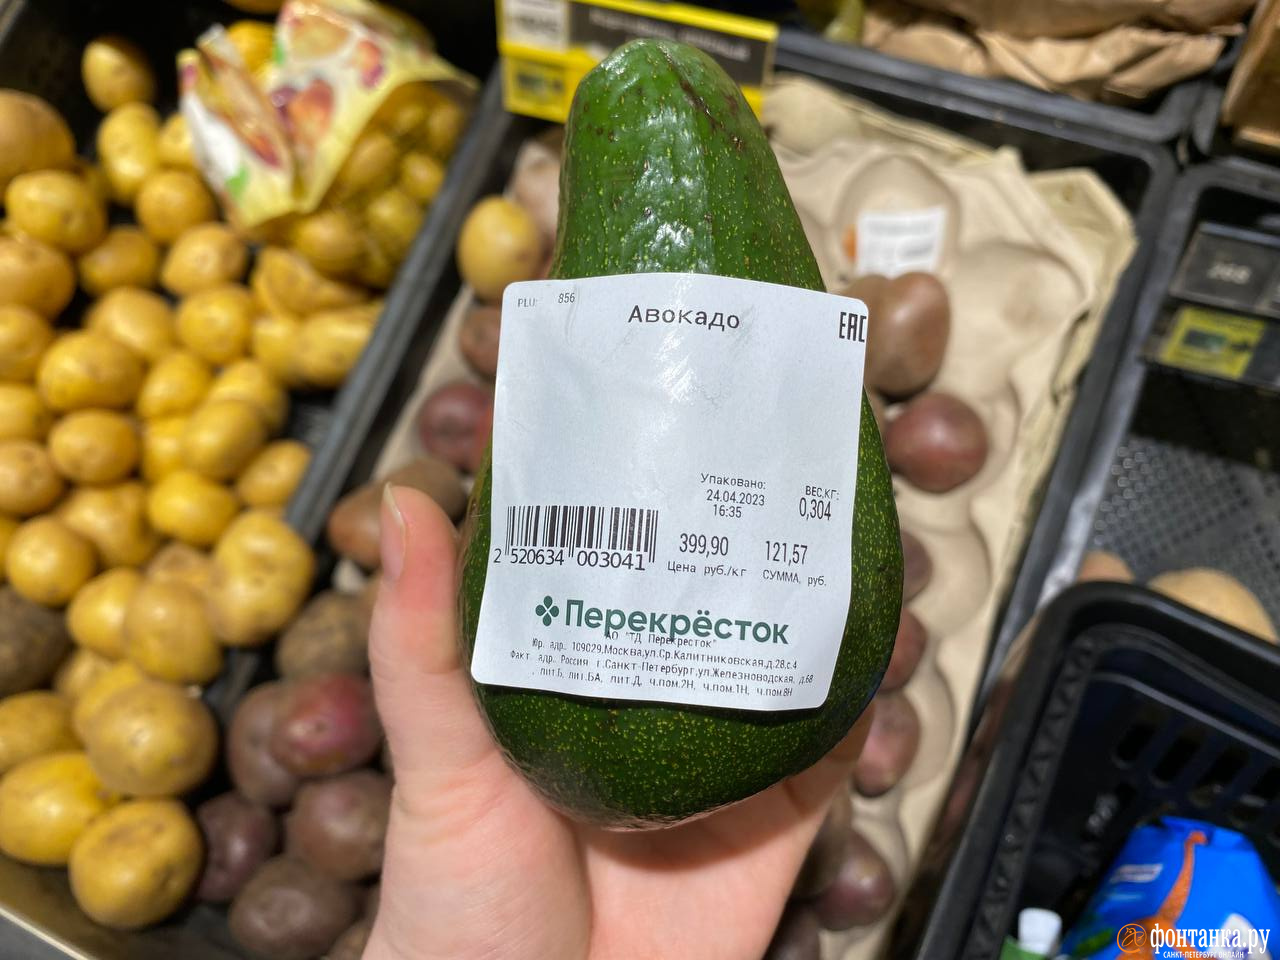 PLU: 856
Авокадо
EAC
Упаковано:
24.04.2023
16:35
ВЕС,КГ:
0,304
2 520634 003041
399,90
Цена руб./кг
121,57
СУММА, руб.
Перекрёсток
АО "ТД Перекресток"
Юр. адр. 109029,Москва,ул.Ср.Калитниковская,д.28,с.4
Факт. адр. Россия, г.Санкт-Петербург,ул.Железноводская, д.68
, лит.Б, лит.БА, лит.Д, ч.пом.2Н, ч.пом.1Н, ч.пом.8Н
268
фонтанка.ру
САНКТ-ПЕТЕРБУРГ ОНЛАЙН